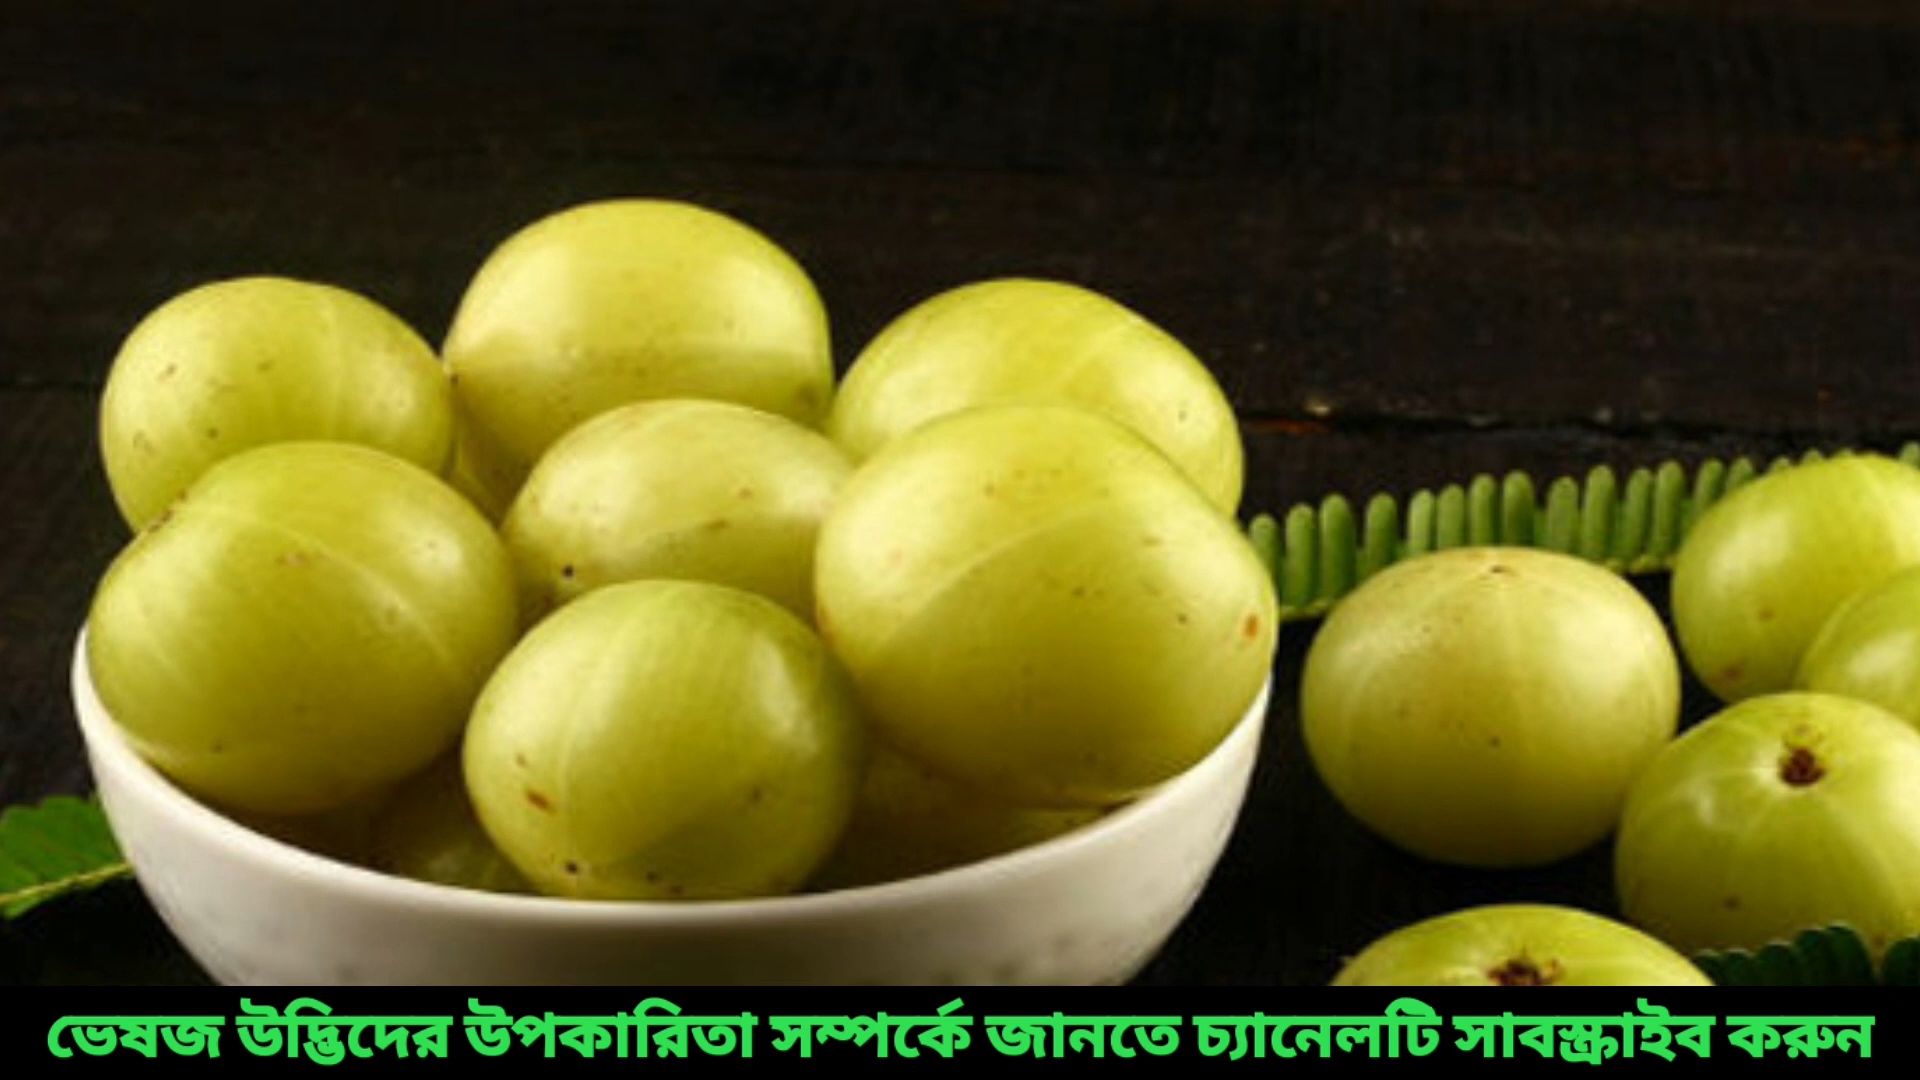 ভেষজ উদ্ভিদের উপকারিতা সম্পর্কে জানতে চ্যানেলটি সাবস্ক্রাইব করুন